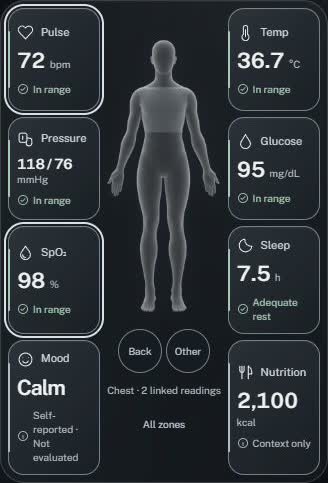 Pulse
72 bpm
In range
Pressure
118/76
mmHg
In range
SpO₂
98 %
In range
Mood
Calm
Self-
reported ·
Not
evaluated
Temp
36.7 °C
In range
Glucose
95 mg/dL
In range
Sleep
7.5 h
Adequate
rest
Nutrition
2,100
kcal
Context only
Back
Other
Chest · 2 linked readings
All zones